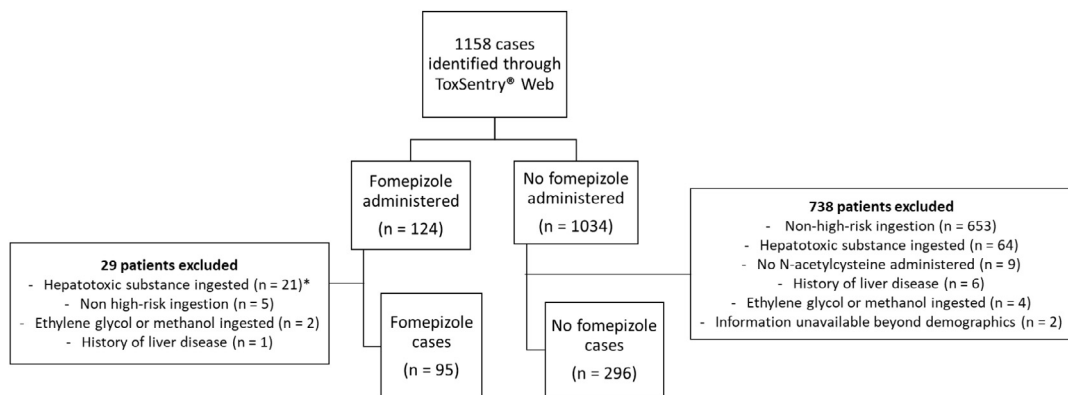 1158 cases
identified through
ToxSentry® Web
Fomepizole
administered
(n = 124)
No fomepizole
administered
(n = 1034)
29 patients excluded
- Hepatotoxic substance ingested (n = 21)*
- Non high-risk ingestion (n = 5)
- Ethylene glycol or methanol ingested (n = 2)
- History of liver disease (n = 1)
738 patients excluded
- Non-high-risk ingestion (n = 653)
- Hepatotoxic substance ingested (n = 64)
- No N-acetylcysteine administered (n = 9)
- History of liver disease (n = 6)
- Ethylene glycol or methanol ingested (n = 4)
- Information unavailable beyond demographics (n = 2)
Fomepizole
cases
(n = 95)
No fomepizole
cases
(n = 296)